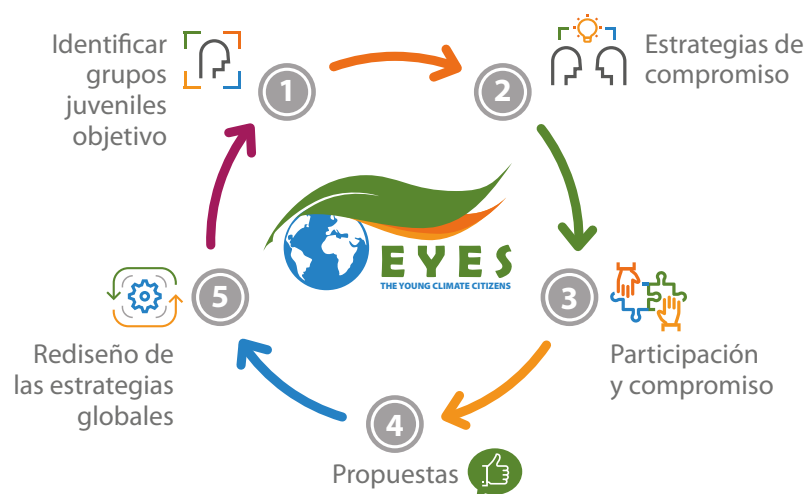 1
Identificar
grupos
juveniles
objetivo
2
Estrategias de
compromiso
3
Participación
y compromiso
4
Propuestas
5
Rediseño de
las estrategias
globales
EYES
THE YOUNG CLIMATE CITIZENS